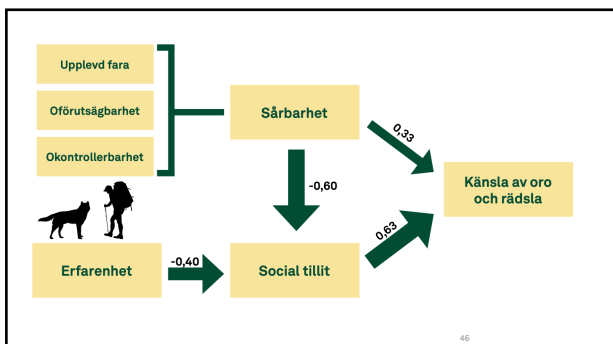 Upplevd fara
Oförutsägbarhet
Okontrollerbarhet
Sårbarhet
0,33
-0,60
Känsla av oro
och rädsla
0,63
Erfarenhet
-0,40
Social tillit
46